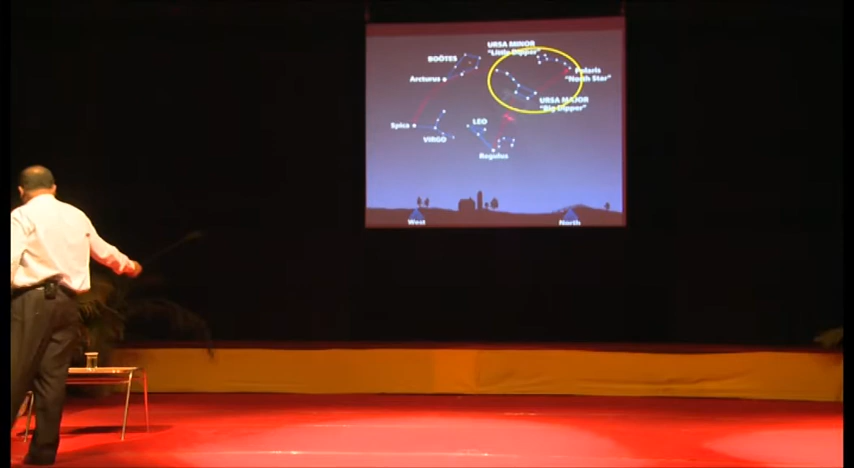 URSA MINOR
"Little Dipper"
BOÖTES
Polaris
"North Star"
Arcturus
URSA MAJOR
"Big Dipper"
LEO
Spica
VIRGO
Regulus
West
North